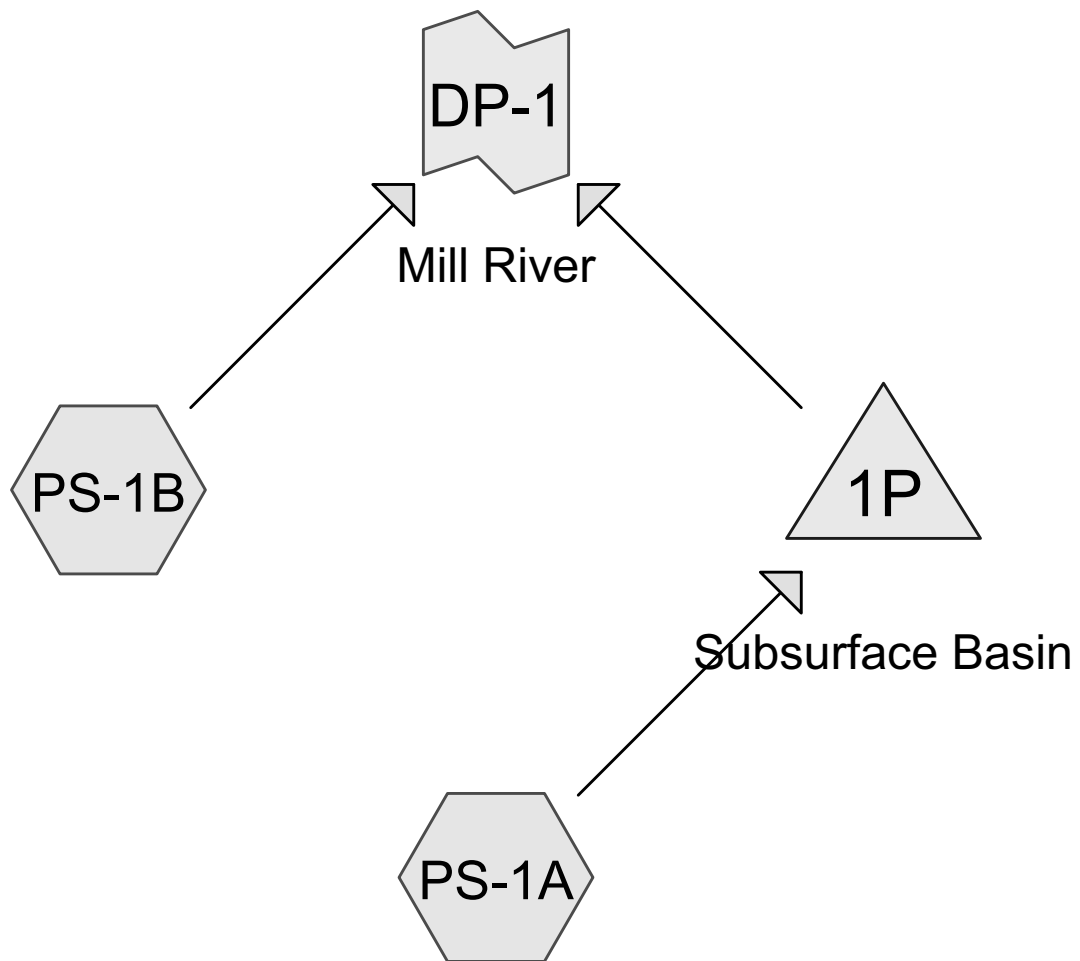 DP-1
Mill River
PS-1B
1P
Subsurface Basin
PS-1A